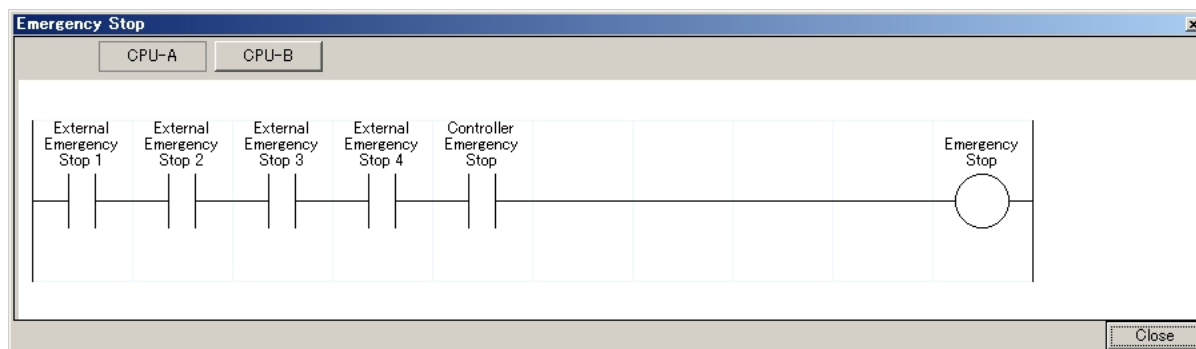 Emergency Stop
CPU-A CPU-B
External Emergency Stop 1
External Emergency Stop 2
External Emergency Stop 3
External Emergency Stop 4
Controller Emergency Stop
Emergency Stop
Close